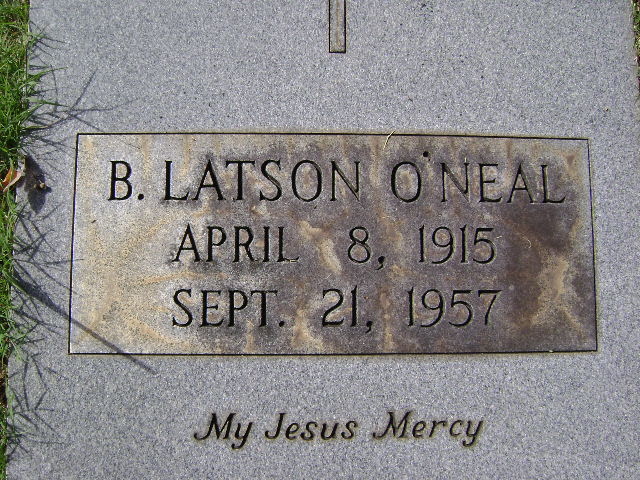 B. LATSON O'NEAL
APRIL 8, 1915
SEPT. 21, 1957
My Jesus Mercy